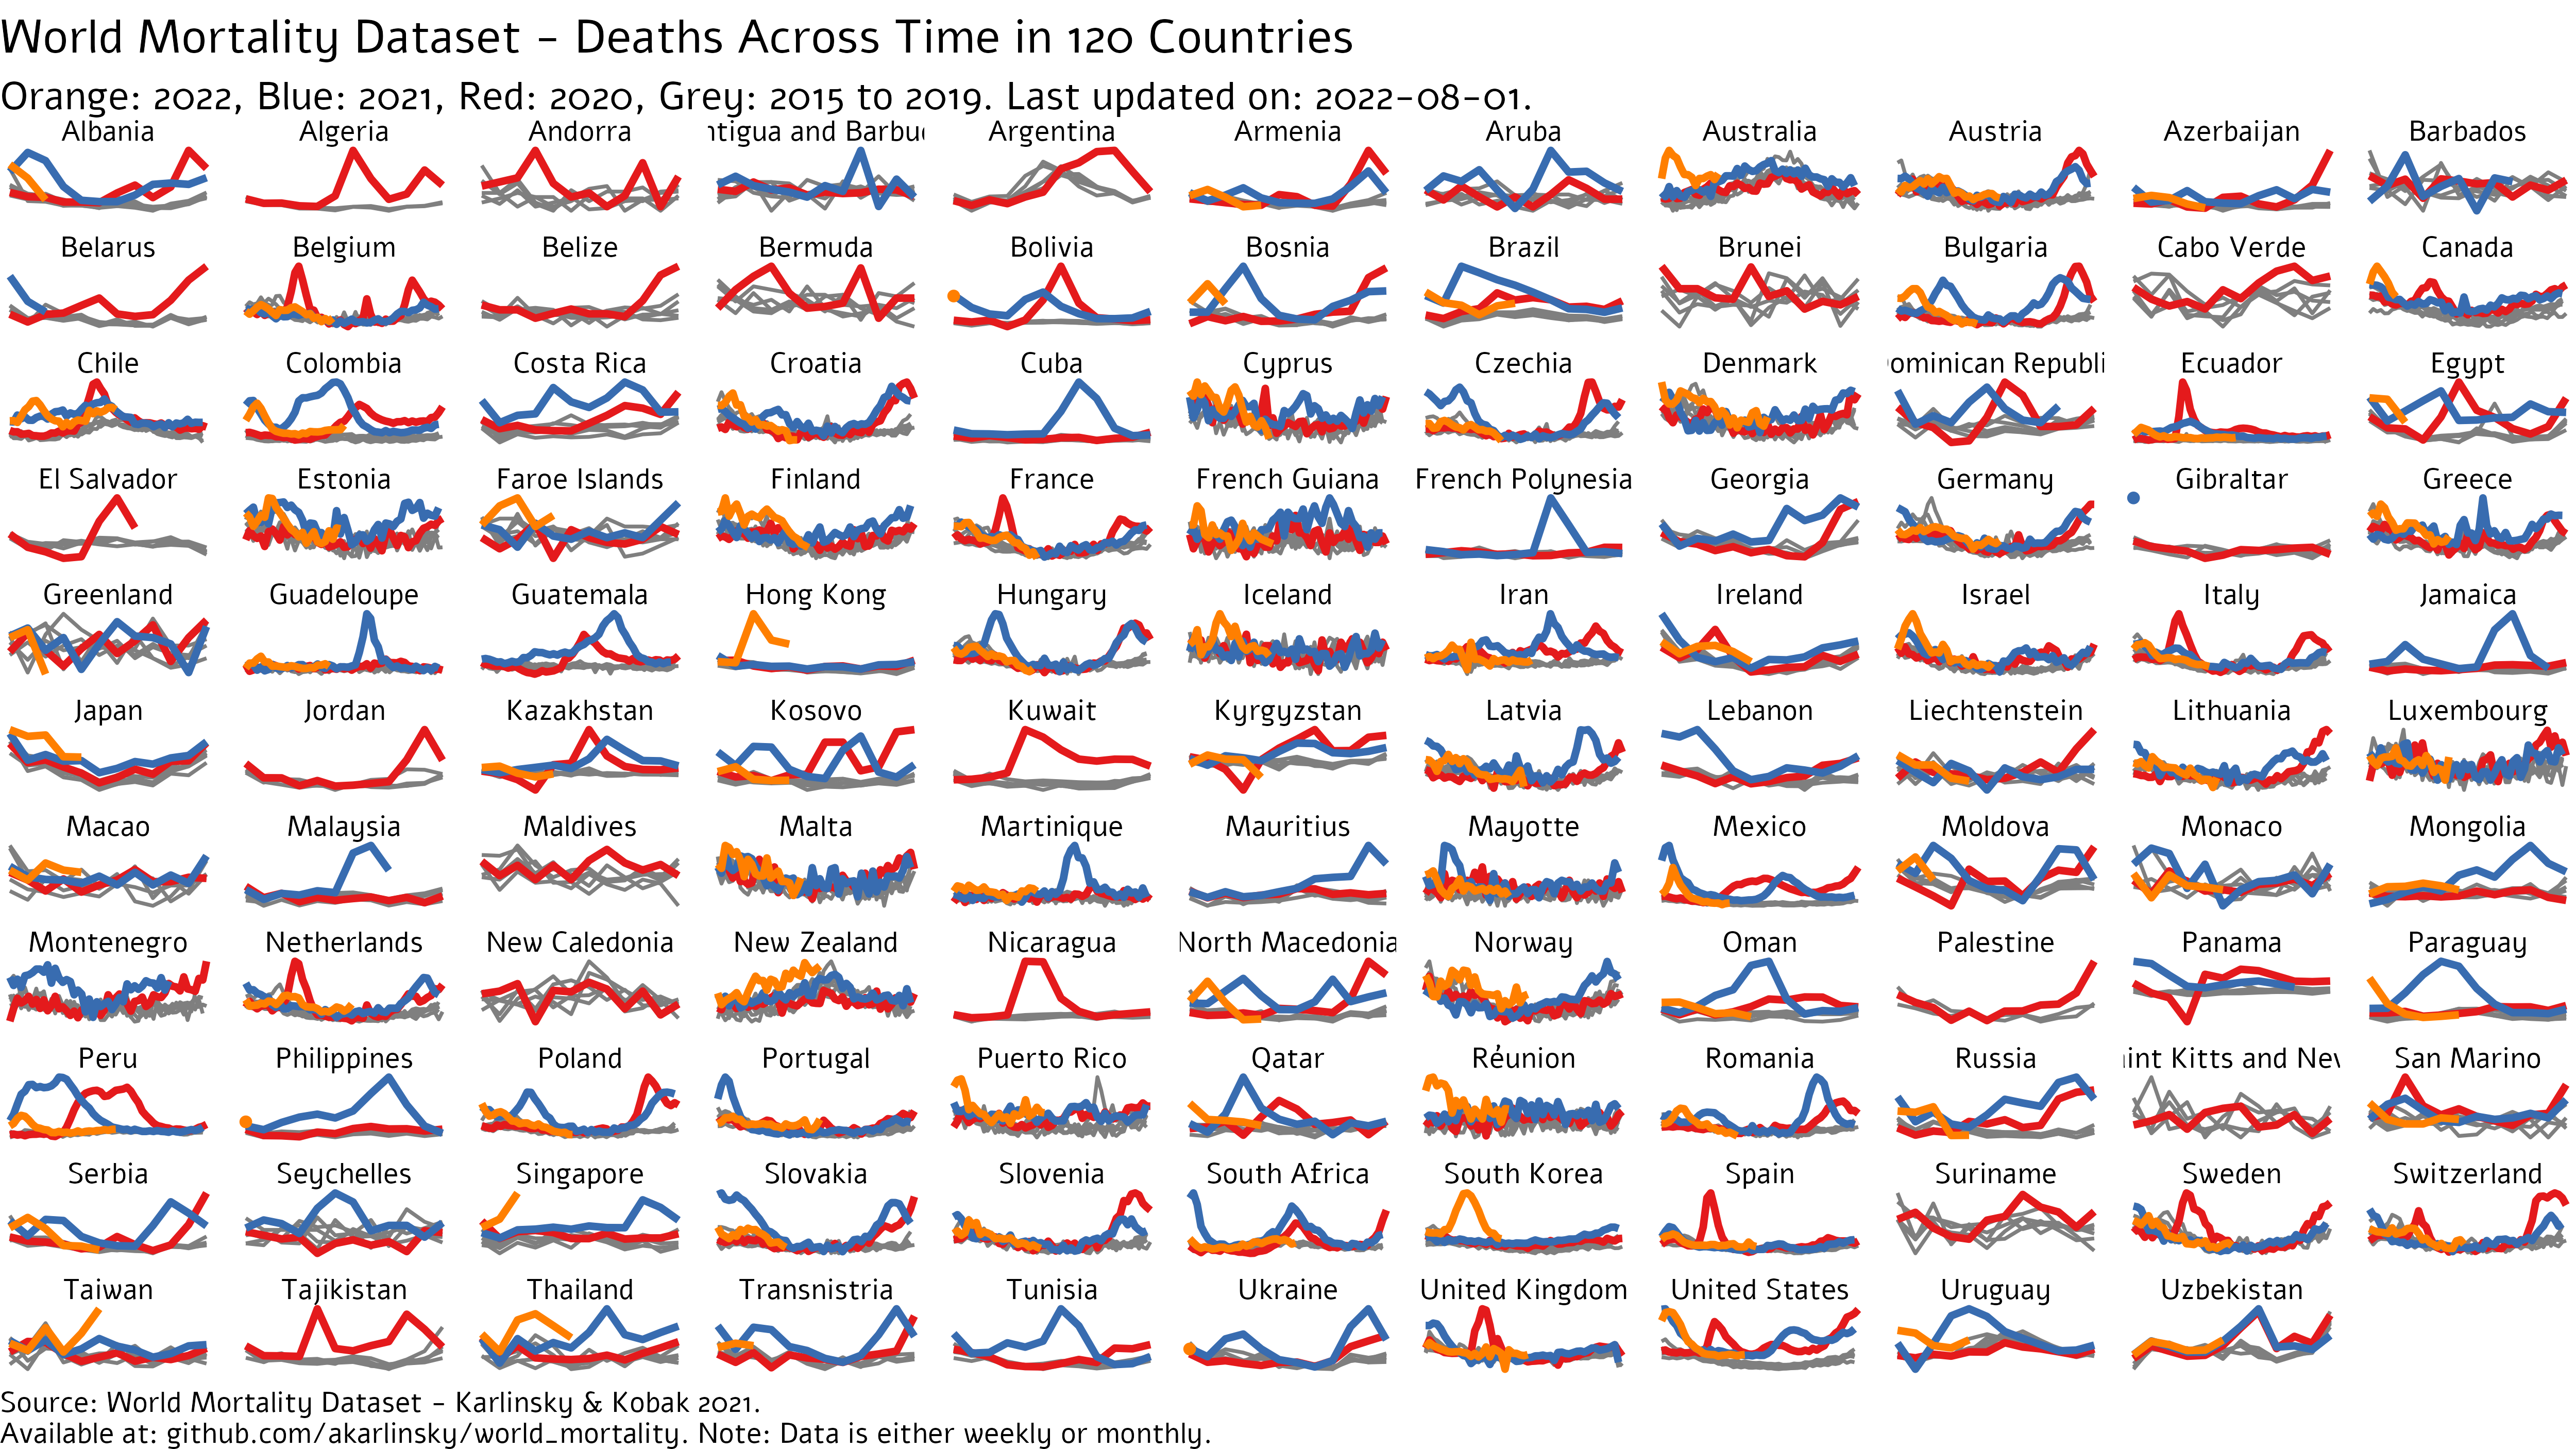 World Mortality Dataset - Deaths Across Time in 120 Countries
Orange: 2022, Blue: 2021, Red: 2020, Grey: 2015 to 2019. Last updated on: 2022-08-01.
Albania Algeria Andorra ntigua and Barbu Argentina Armenia Aruba Australia Austria Azerbaijan Barbados
Belarus Belgium Belize Bermuda Bolivia Bosnia Brazil Brunei Bulgaria Cabo Verde Canada
Chile Colombia Costa Rica Croatia Cuba Cyprus Czechia Denmark ominican Republi Ecuador Egypt
El Salvador Estonia Faroe Islands Finland France French Guiana French Polynesia Georgia Germany Gibraltar Greece
Greenland Guadeloupe Guatemala Hong Kong Hungary Iceland Iran Ireland Israel Italy Jamaica
Japan Jordan Kazakhstan Kosovo Kuwait Kyrgyzstan Latvia Lebanon Liechtenstein Lithuania Luxembourg
Macao Malaysia Maldives Malta Martinique Mauritius Mayotte Mexico Moldova Monaco Mongolia
Montenegro Netherlands New Caledonia New Zealand Nicaragua North Macedonia Norway Oman Palestine Panama Paraguay
Peru Philippines Poland Portugal Puerto Rico Qatar Réunion Romania Russia int Kitts and Nev San Marino
Serbia Seychelles Singapore Slovakia Slovenia South Africa South Korea Spain Suriname Sweden Switzerland
Taiwan Tajikistan Thailand Transnistria Tunisia Ukraine United Kingdom United States Uruguay Uzbekistan
Source: World Mortality Dataset - Karlinsky & Kobak 2021.
Available at: github.com/akarlinsky/world_mortality. Note: Data is either weekly or monthly.